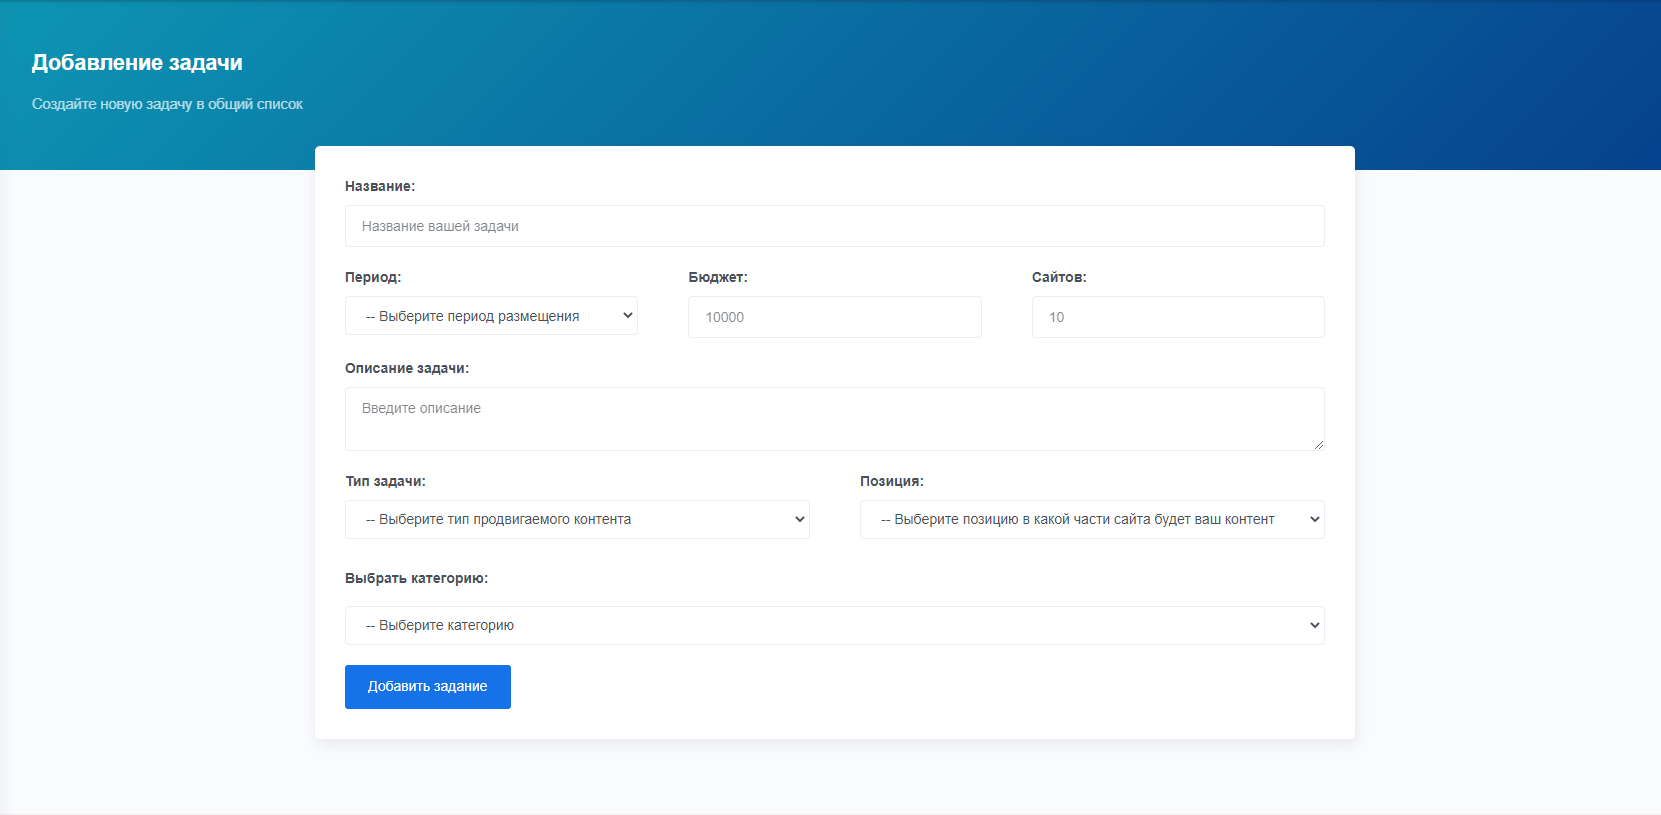 Добавление задачи
Создайте новую задачу в общий список
Название:
Название вашей задачи
Период:
Бюджет:
Сайтов:
-- Выберите период размещения
10000
10
Описание задачи:
Введите описание
Тип задачи:
Позиция:
-- Выберите тип продвигаемого контента
-- Выберите позицию в какой части сайта будет ваш контент
Выбрать категорию:
-- Выберите категорию
Добавить задание